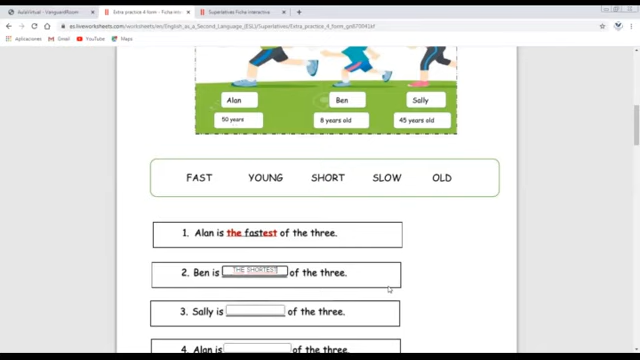 Aula Virtual - VanguardRoom
Extra practice 4 form - Ficha inte
Superlatives Ficha interactiva
es.liveworksheets.com/worksheets/en/English_as_a_Second_Language_(ESL)/Superlatives/Extra_practice_4_form_
Aplicaciones Gmail YouTube Maps
Alan Ben Sally
50 years 8 years old 45 years old
FAST YOUNG SHORT SLOW OLD
1. Alan is the fastest of the three.
2. Ben is THE SHORTEST of the three.
3. Sally is of the three.
4. Alan is of the three.